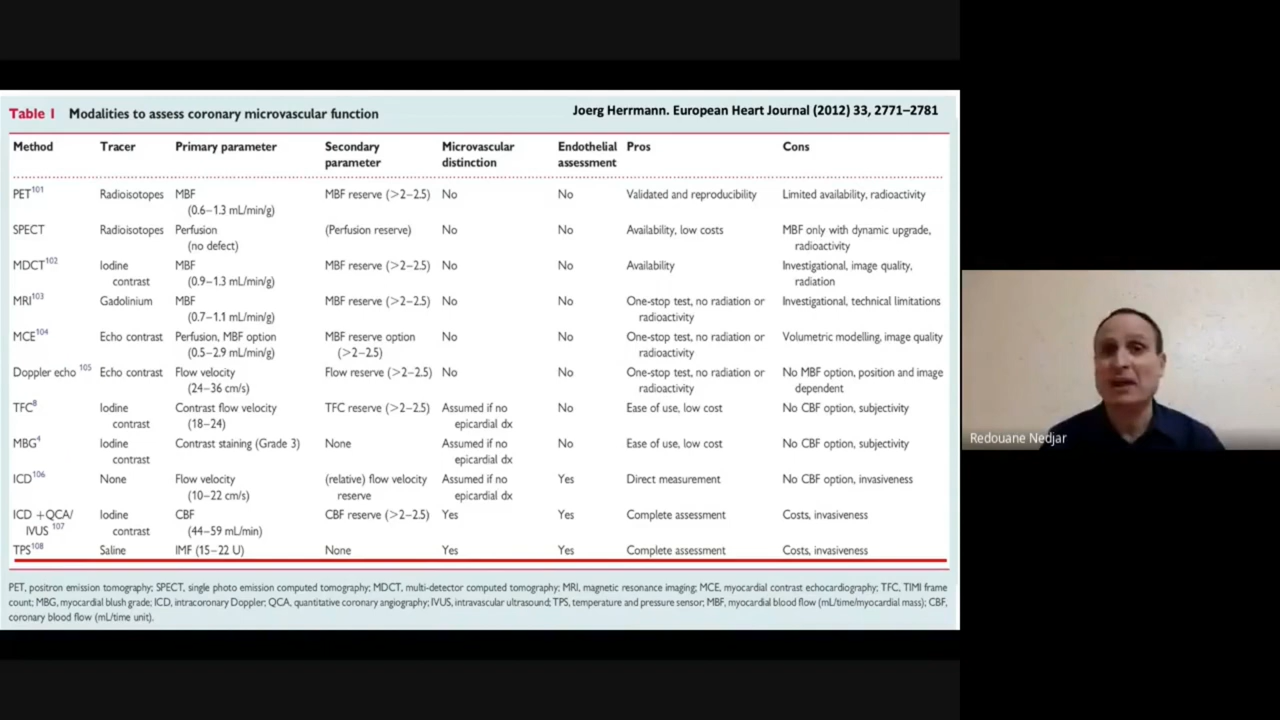 Table 1 Modalities to assess coronary microvascular function
Joerg Herrmann. European Heart Journal (2012) 33, 2771–2781
Method Tracer Primary parameter Secondary parameter Microvascular distinction Endothelial assessment Pros Cons
PET101 Radioisotopes MBF (0.6–1.3 mL/min/g) MBF reserve (>2–2.5) No No Validated and reproducibility Limited availability, radioactivity
SPECT Radioisotopes Perfusion (no defect) (Perfusion reserve) No No Availability, low costs MBF only with dynamic upgrade, radioactivity
MDCT102 Iodine contrast MBF (0.9–1.3 mL/min/g) MBF reserve (>2–2.5) No No Availability Investigational, image quality, radiation
MRI103 Gadolinium MBF (0.7–1.1 mL/min/g) MBF reserve (>2–2.5) No No One-stop test, no radiation or radioactivity Investigational, technical limitations
MCE104 Echo contrast Perfusion, MBF option (0.5–2.9 mL/min/g) MBF reserve option (>2–2.5) No No One-stop test, no radiation or radioactivity Volumetric modelling, image quality
Doppler echo 105 Echo contrast Flow velocity (24–36 cm/s) Flow reserve (>2–2.5) No No One-stop test, no radiation or radioactivity No MBF option, position and image dependent
TFC8 Iodine contrast Contrast flow velocity (18–24) TFC reserve (>2–2.5) Assumed if no epicardial dx No Ease of use, low cost No CBF option, subjectivity
MBG4 Iodine contrast Contrast staining (Grade 3) None Assumed if no epicardial dx No Ease of use, low cost No CBF option, subjectivity
ICD106 None Flow velocity (10–22 cm/s) (relative) flow velocity reserve Assumed if no epicardial dx Yes Direct measurement No CBF option, invasiveness
ICD +QCA/ IVUS 107 Iodine contrast CBF (44–59 mL/min) CBF reserve (>2–2.5) Yes Yes Complete assessment Costs, invasiveness
TPS108 Saline IMF (15–22 U) None Yes Yes Complete assessment Costs, invasiveness
PET, positron emission tomography; SPECT, single photo emission computed tomography; MDCT, multi-detector computed tomography; MRI, magnetic resonance imaging; MCE, myocardial contrast echocardiography; TFC, TIMI frame
count; MBG, myocardial blush grade; ICD, intracoronary Doppler; QCA, quantitative coronary angiography; IVUS, intravascular ultrasound; TPS, temperature and pressure sensor; MBF, myocardial blood flow (mL/time/myocardial mass); CBF,
coronary blood flow (mL/time unit).
Redouane Nedjar